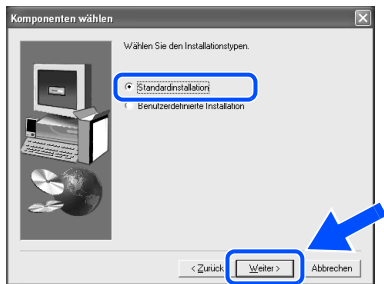 Komponenten wählen
Wählen Sie den Installationstypen.
Standardinstallation
Benutzerdefinierte Installation
< Zurück
Weiter >
Abbrechen